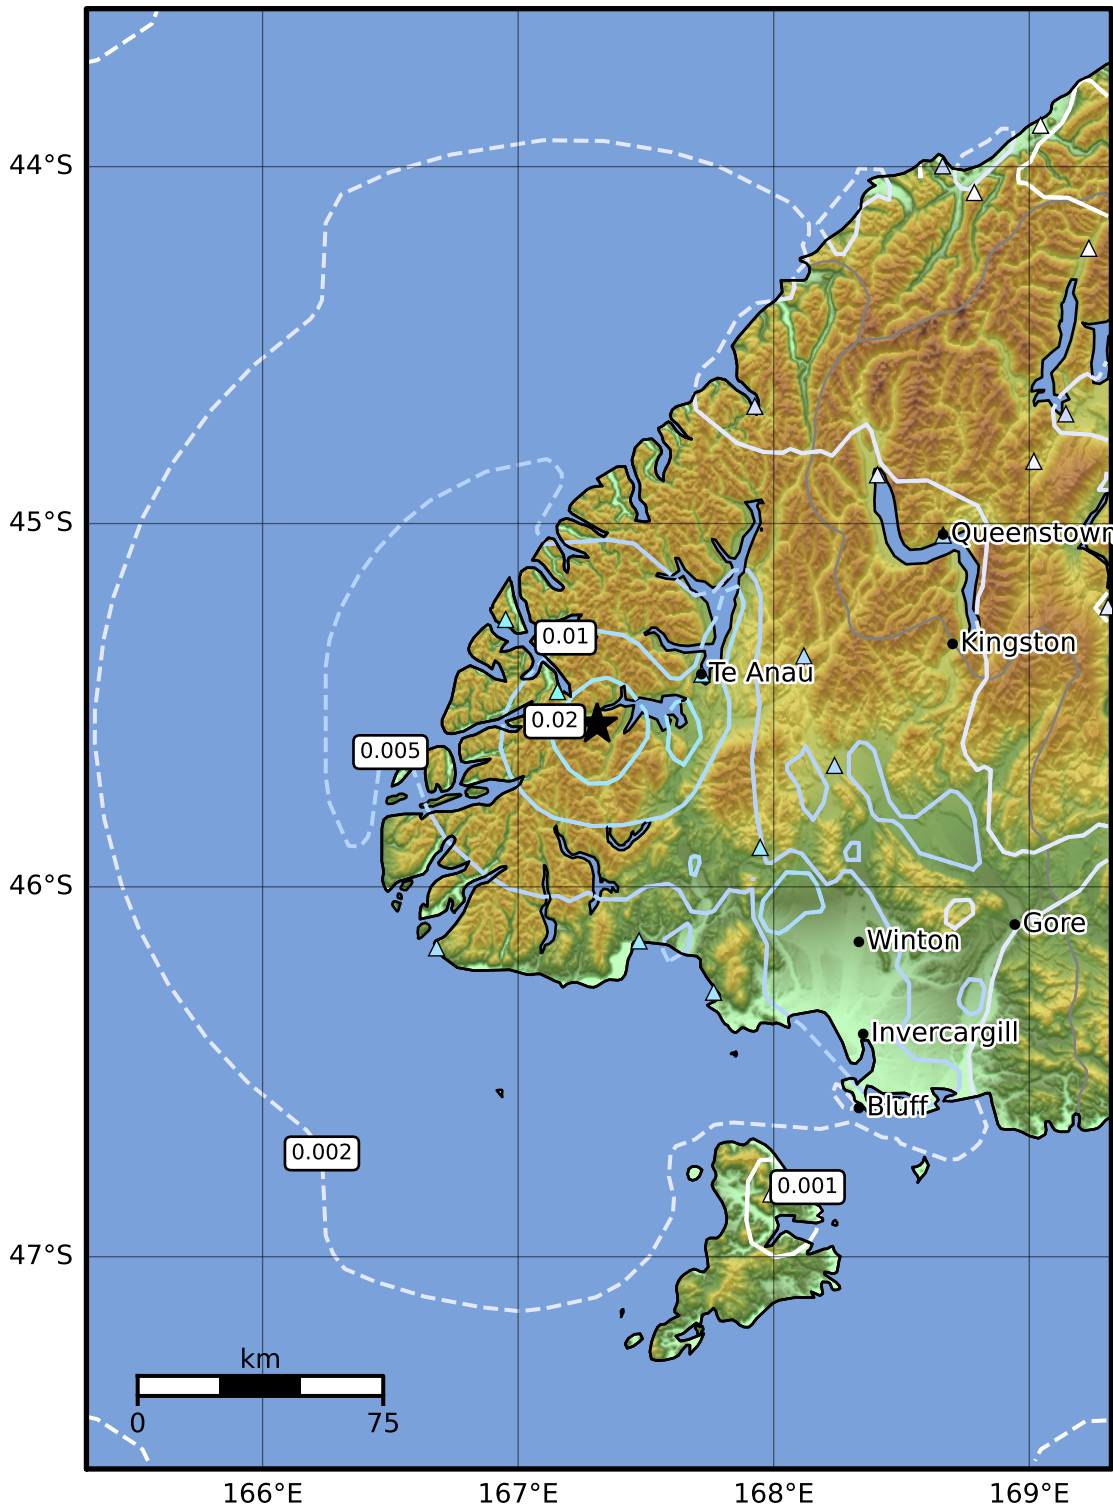 44°S
45°S
Queenstown
0.01
Kingston
Te Anau
0.02
0.005
46°S
Gore
Winton
Invercargill
Bluff
0.002
0.001
47°S
km
0 75
166°E 167°E 168°E 169°E